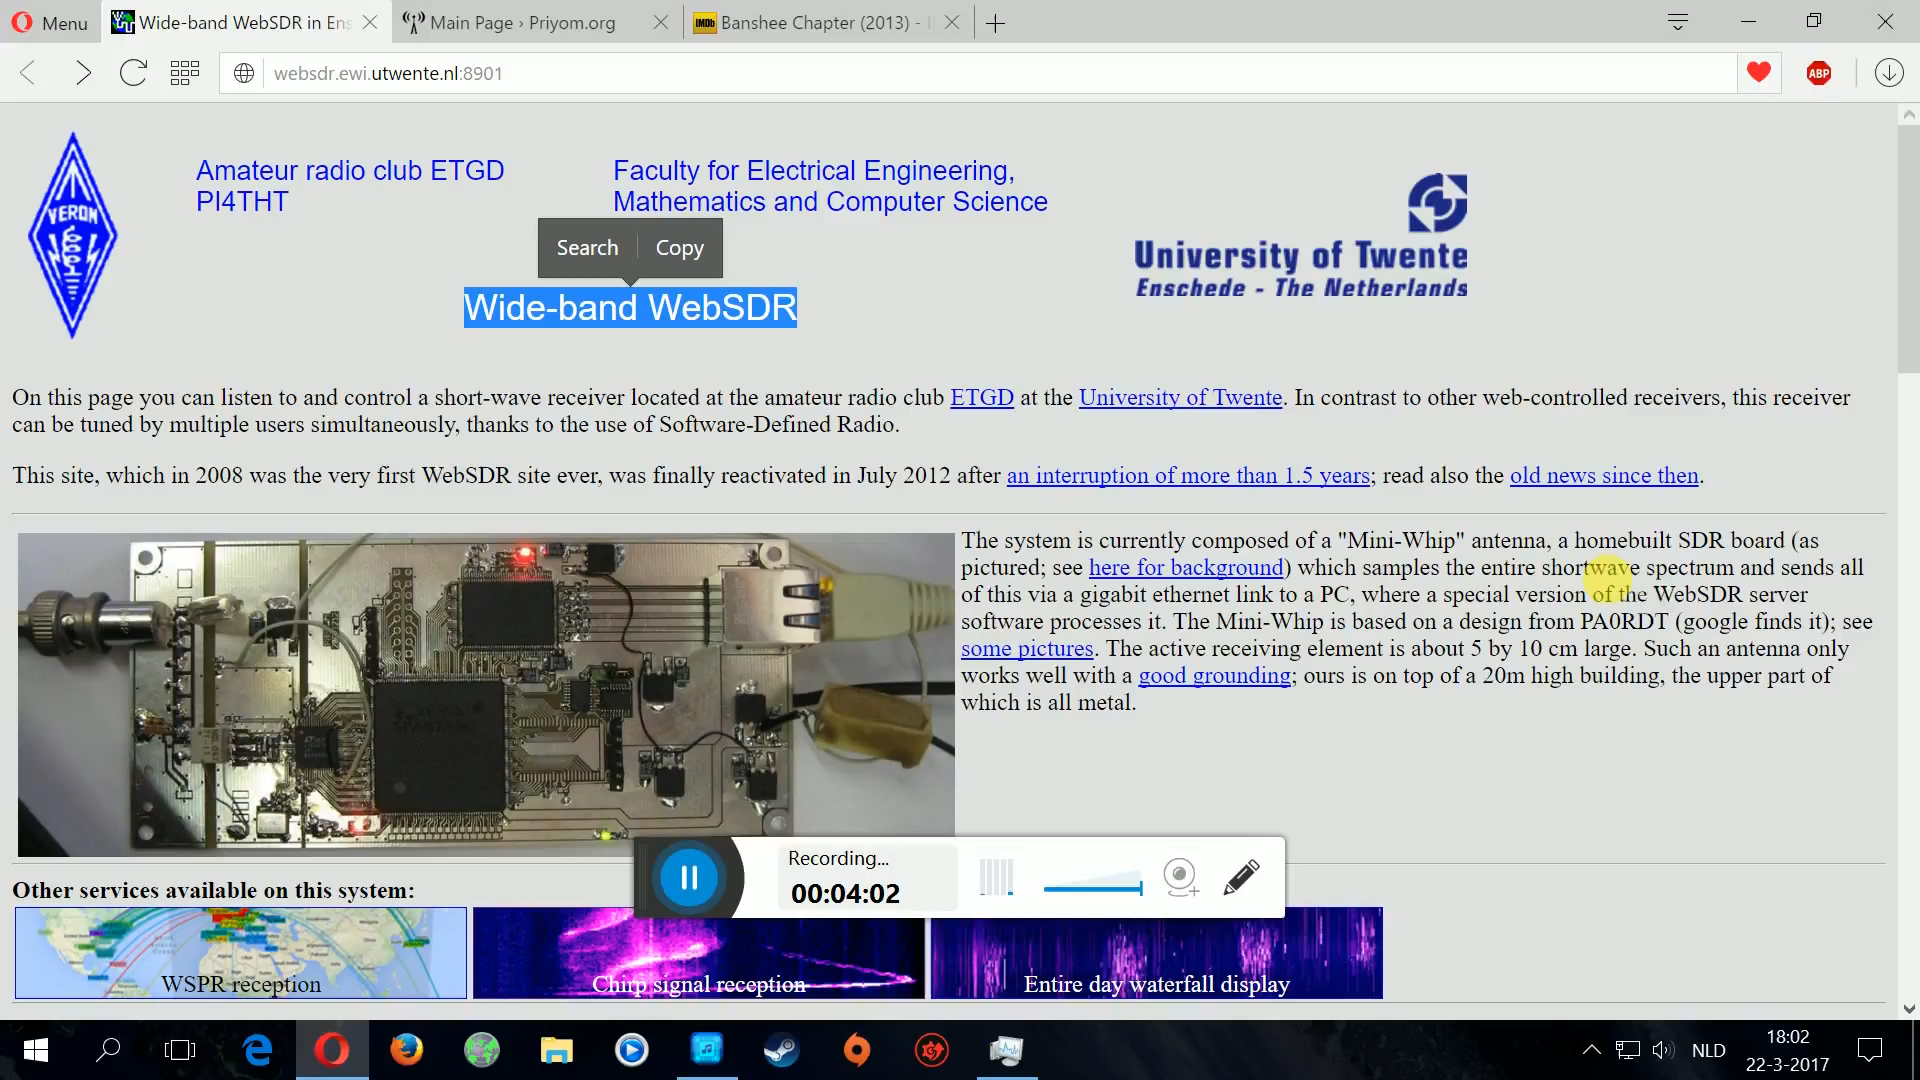 Menu
Wide-band WebSDR in Ens
Main Page › Priyom.org
IMDb
Banshee Chapter (2013) - I
websdr.ewi.utwente.nl:8901
ABP
VERON
Amateur radio club ETGD
PI4THT
Faculty for Electrical Engineering,
Mathematics and Computer Science
University of Twente
Enschede - The Netherlands
Search
Copy
Wide-band WebSDR
On this page you can listen to and control a short-wave receiver located at the amateur radio club ETGD at the University of Twente. In contrast to other web-controlled receivers, this receiver
can be tuned by multiple users simultaneously, thanks to the use of Software-Defined Radio.
This site, which in 2008 was the very first WebSDR site ever, was finally reactivated in July 2012 after an interruption of more than 1.5 years; read also the old news since then.
The system is currently composed of a "Mini-Whip" antenna, a homebuilt SDR board (as
pictured; see here for background) which samples the entire shortwave spectrum and sends all
of this via a gigabit ethernet link to a PC, where a special version of the WebSDR server
software processes it. The Mini-Whip is based on a design from PA0RDT (google finds it); see
some pictures. The active receiving element is about 5 by 10 cm large. Such an antenna only
works well with a good grounding; ours is on top of a 20m high building, the upper part of
which is all metal.
Recording...
00:04:02
Other services available on this system:
WSPR reception
Chirp signal reception
Entire day waterfall display
NLD
18:02
22-3-2017